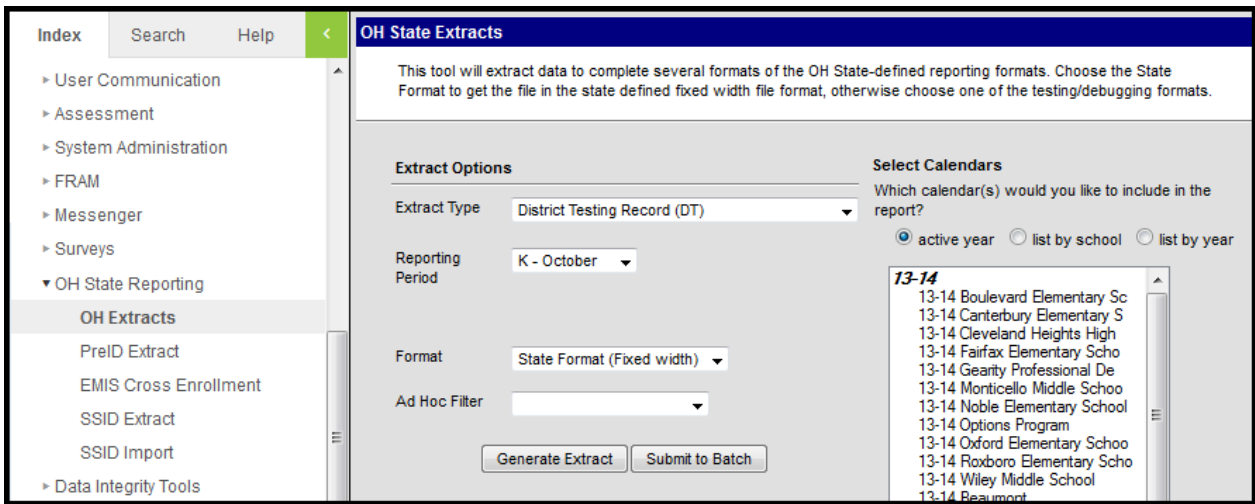 Index Search Help <
User Communication
Assessment
System Administration
FRAM
Messenger
Surveys
OH State Reporting
OH Extracts
PreID Extract
EMIS Cross Enrollment
SSID Extract
SSID Import
Data Integrity Tools
OH State Extracts
This tool will extract data to complete several formats of the OH State-defined reporting formats. Choose the State
Format to get the file in the state defined fixed width file format, otherwise choose one of the testing/debugging formats.
Extract Options
Extract Type District Testing Record (DT)
Reporting K - October
Period
Format State Format (Fixed width)
Ad Hoc Filter
Generate Extract Submit to Batch
Select Calendars
Which calendar(s) would you like to include in the
report?
active year list by school list by year
13-14
13-14 Boulevard Elementary Sc
13-14 Canterbury Elementary S
13-14 Cleveland Heights High
13-14 Fairfax Elementary Scho
13-14 Gearity Professional De
13-14 Monticello Middle Schoo
13-14 Noble Elementary School
13-14 Options Program
13-14 Oxford Elementary Schoo
13-14 Roxboro Elementary Scho
13-14 Wiley Middle School
13-14 Beaumont